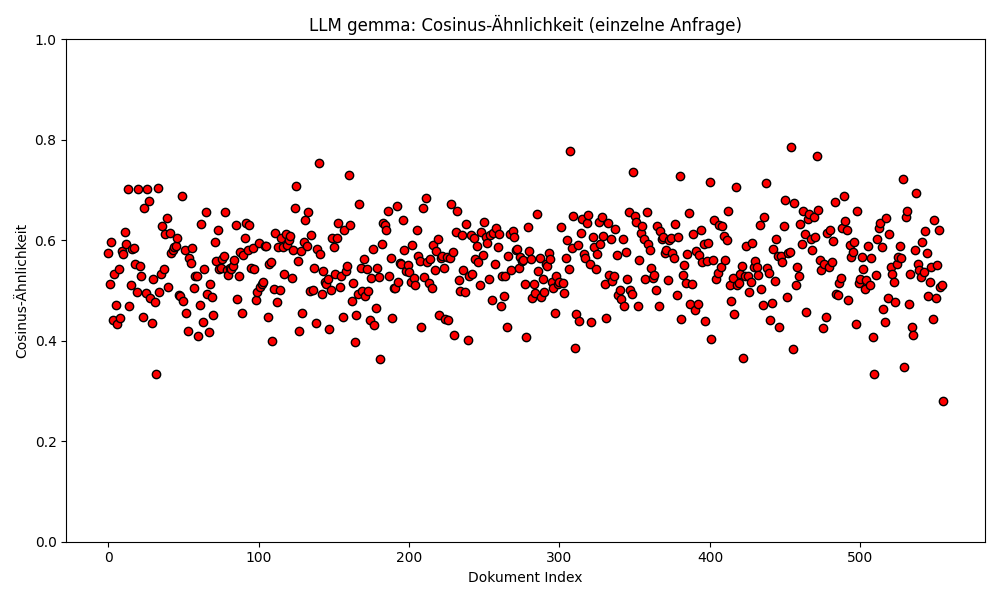 LLM gemma: Cosinus-Ähnlichkeit (einzelne Anfrage)
Cosinus-Ähnlichkeit
1.0
0.8
0.6
0.4
0.2
0.0
0 100 200 300 400 500
Dokument Index